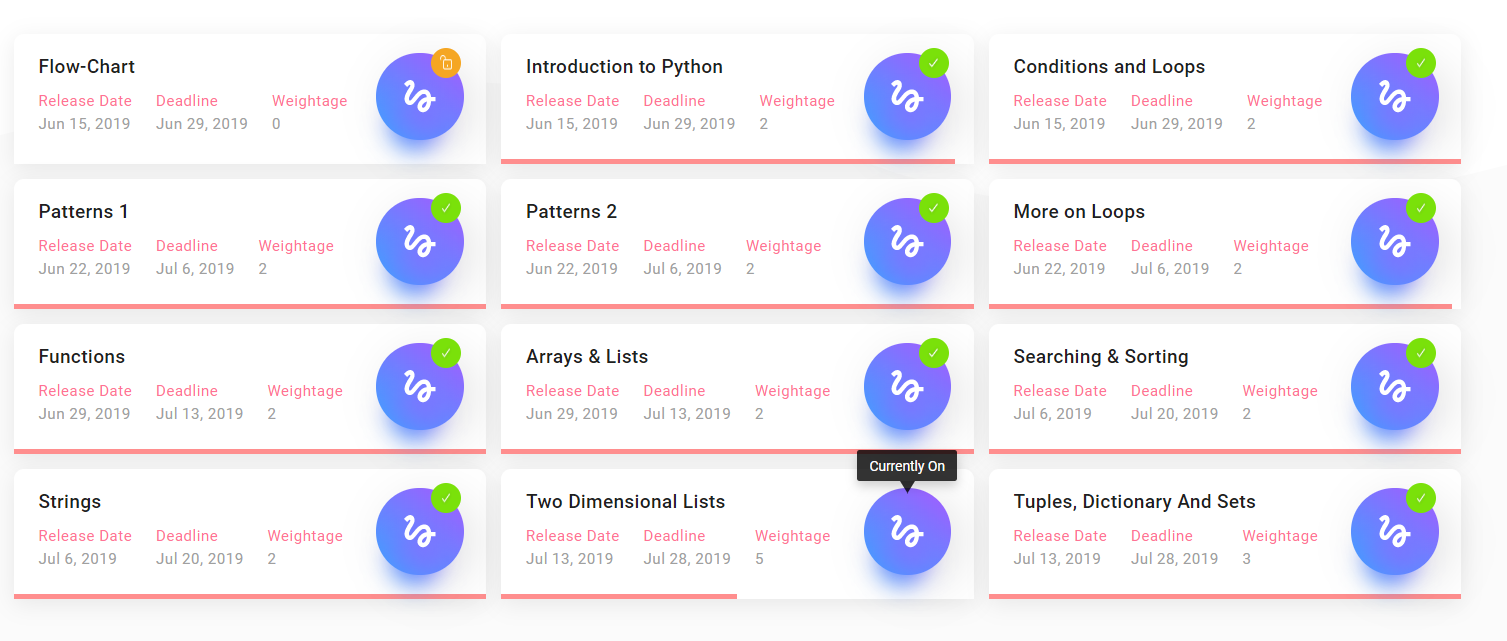 Flow-Chart
Release Date Deadline Weightage
Jun 15, 2019 Jun 29, 2019 0
Introduction to Python
Release Date Deadline Weightage
Jun 15, 2019 Jun 29, 2019 2
Conditions and Loops
Release Date Deadline Weightage
Jun 15, 2019 Jun 29, 2019 2
Patterns 1
Release Date Deadline Weightage
Jun 22, 2019 Jul 6, 2019 2
Patterns 2
Release Date Deadline Weightage
Jun 22, 2019 Jul 6, 2019 2
More on Loops
Release Date Deadline Weightage
Jun 22, 2019 Jul 6, 2019 2
Functions
Release Date Deadline Weightage
Jun 29, 2019 Jul 13, 2019 2
Arrays & Lists
Release Date Deadline Weightage
Jun 29, 2019 Jul 13, 2019 2
Searching & Sorting
Release Date Deadline Weightage
Jul 6, 2019 Jul 20, 2019 2
Strings
Release Date Deadline Weightage
Jul 6, 2019 Jul 20, 2019 2
Currently On
Two Dimensional Lists
Release Date Deadline Weightage
Jul 13, 2019 Jul 28, 2019 5
Tuples, Dictionary And Sets
Release Date Deadline Weightage
Jul 13, 2019 Jul 28, 2019 3